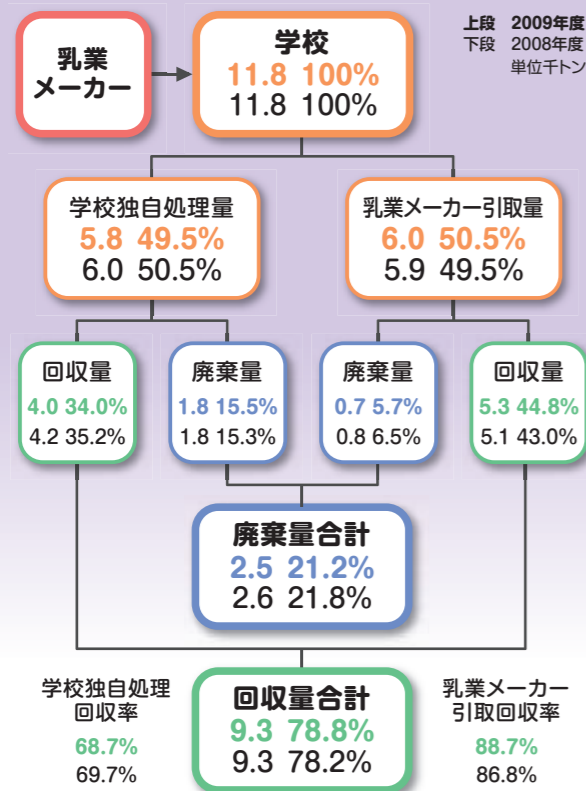 乳業
メーカー
学校
11.8 100%
11.8 100%
上段 2009年度
下段 2008年度
単位千トン
学校独自処理量
5.8 49.5%
6.0 50.5%
乳業メーカー引取量
6.0 50.5%
5.9 49.5%
回収量
4.0 34.0%
4.2 35.2%
廃棄量
1.8 15.5%
1.8 15.3%
廃棄量
0.7 5.7%
0.8 6.5%
回収量
5.3 44.8%
5.1 43.0%
廃棄量合計
2.5 21.2%
2.6 21.8%
学校独自処理
回収率
68.7%
69.7%
回収量合計
9.3 78.8%
9.3 78.2%
乳業メーカー
引取回収率
88.7%
86.8%